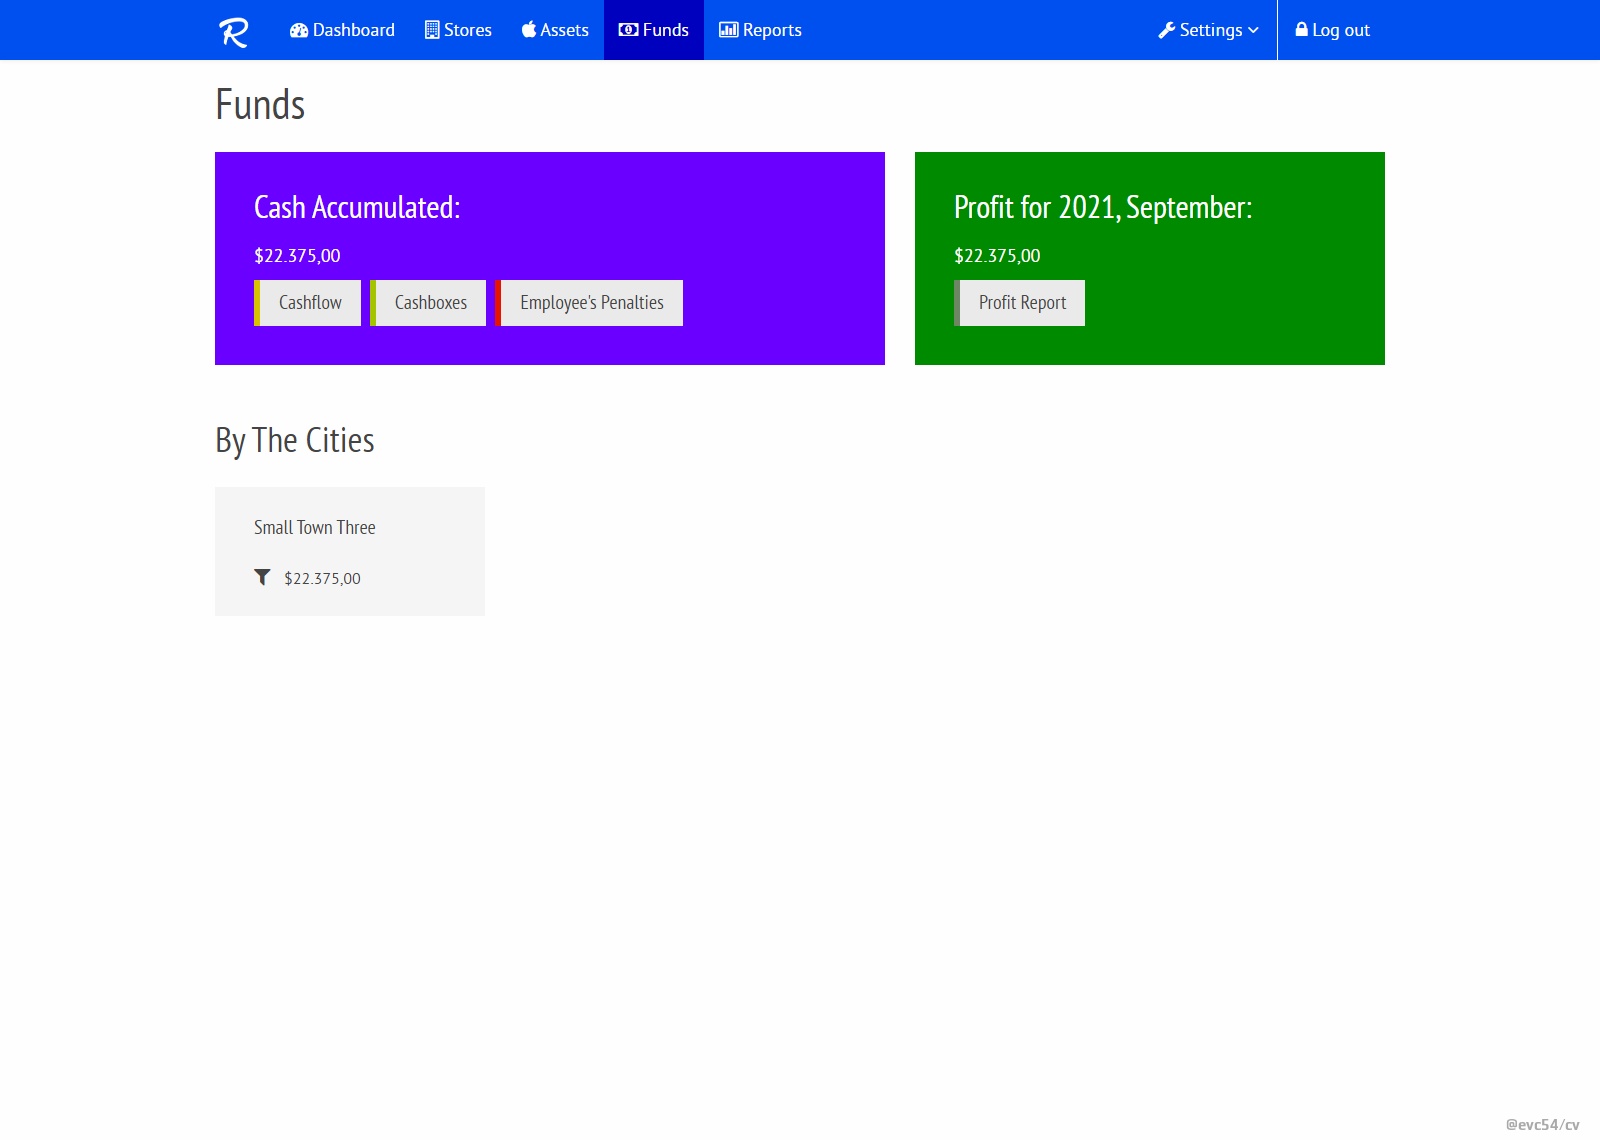 R Dashboard Stores Assets Funds Reports Settings Log out
Funds
Cash Accumulated:
$22.375,00
Cashflow Cashboxes Employee's Penalties
Profit for 2021, September:
$22.375,00
Profit Report
By The Cities
Small Town Three
$22.375,00
@evc54/cv